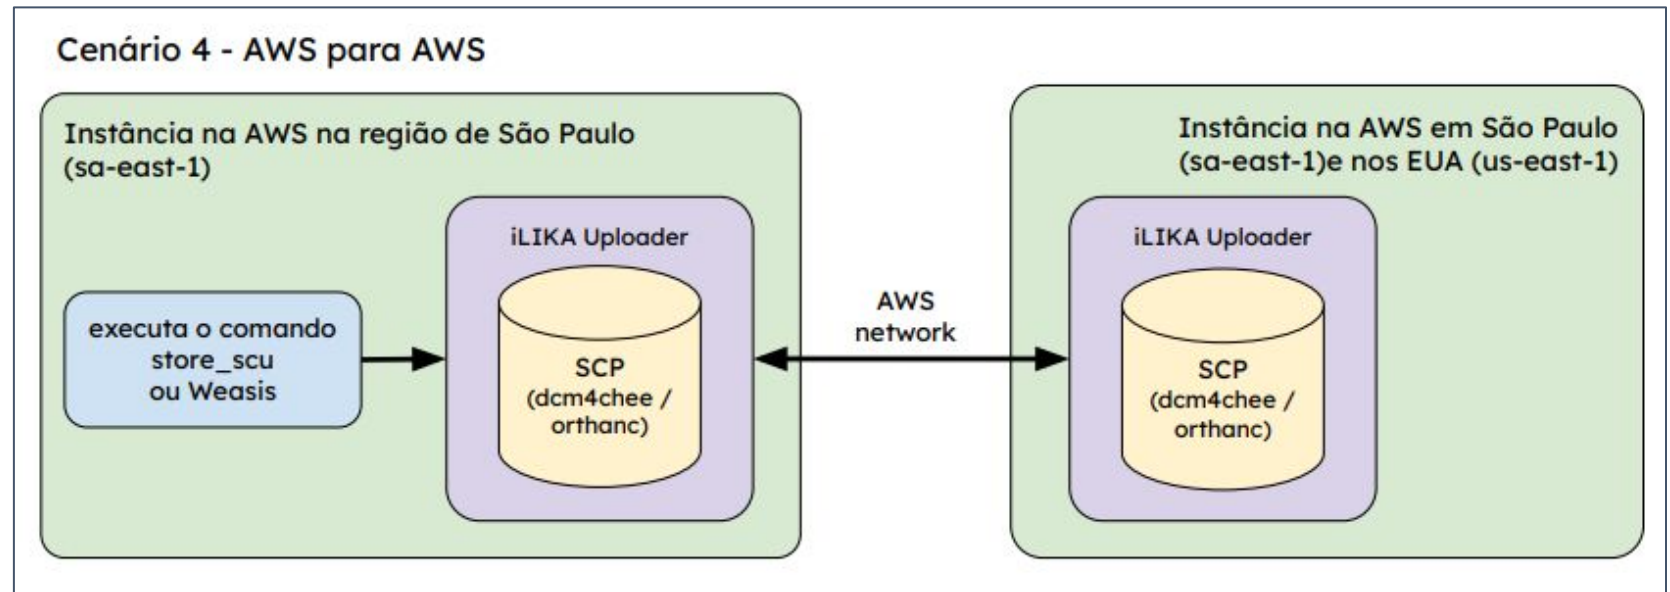 Cenário 4 - AWS para AWS
Instância na AWS na região de São Paulo
(sa-east-1)
iLIKA Uploader
executa o comando
store_scu
ou Weasis
SCP
(dcm4chee /
orthanc)
AWS
network
Instância na AWS em São Paulo
(sa-east-1)e nos EUA (us-east-1)
iLIKA Uploader
SCP
(dcm4chee /
orthanc)